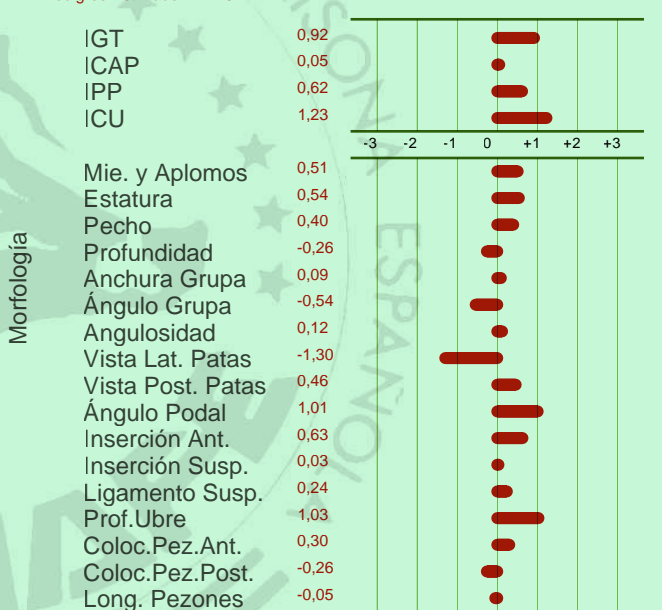 IGT 0,92
ICAP 0,05
IPP 0,62
ICU 1,23
-3 -2 -1 0 +1 +2 +3
Morfología
Mie. y Aplomos 0,51
Estatura 0,54
Pecho 0,40
Profundidad -0,26
Anchura Grupa 0,09
Ángulo Grupa -0,54
Angulosidad 0,12
Vista Lat. Patas -1,30
Vista Post. Patas 0,46
Ángulo Podal 1,01
Inserción Ant. 0,63
Inserción Susp. 0,03
Ligamento Susp. 0,24
Prof.Ubre 1,03
Coloc.Pez.Ant. 0,30
Coloc.Pez.Post. -0,26
Long. Pezones -0,05
ESPAÑOLA